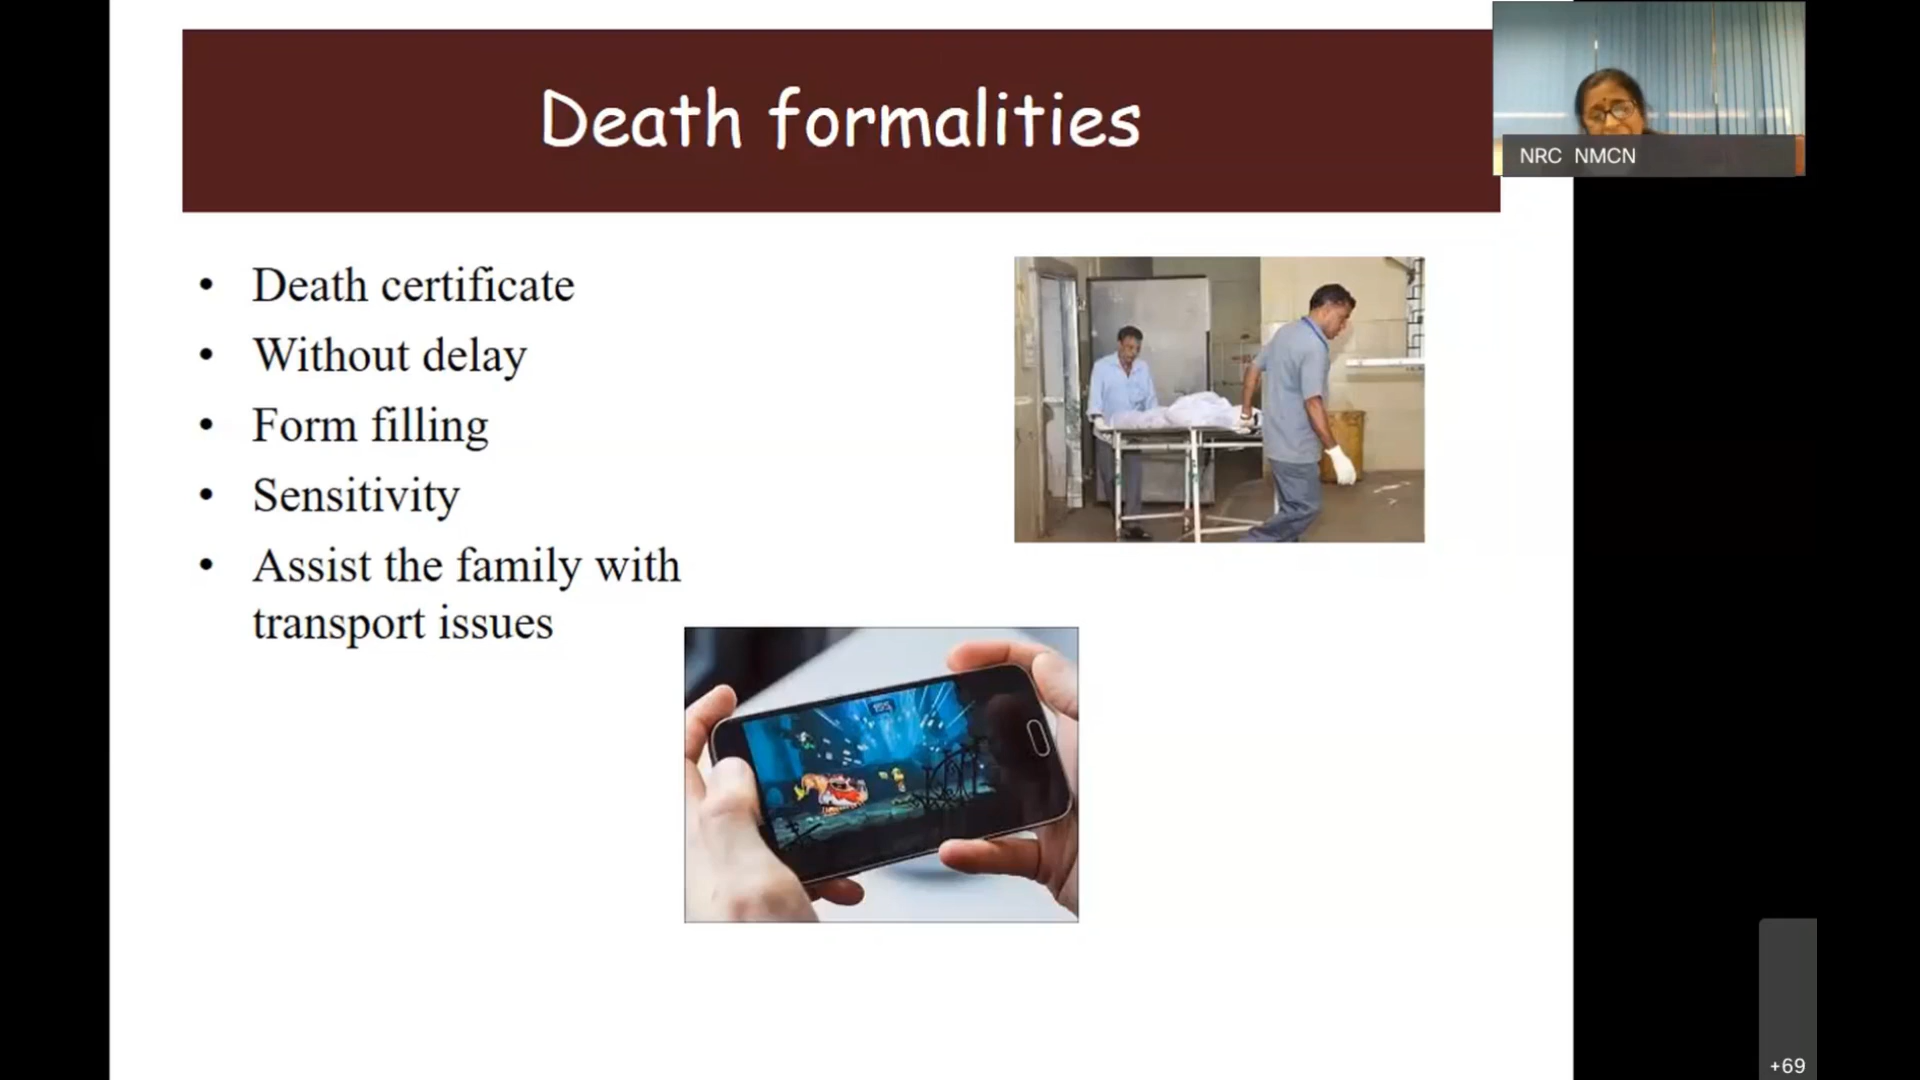 Death formalities
NRC NMCN
• Death certificate
• Without delay
• Form filling
• Sensitivity
• Assist the family with
transport issues
+69